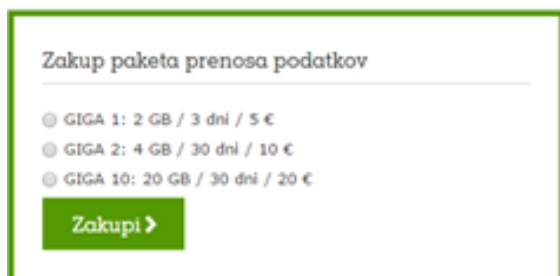 Zakup paketa prenosa podatkov
GIGA 1: 2 GB / 3 dni / 5 €
GIGA 2: 4 GB / 30 dni / 10 €
GIGA 10: 20 GB / 30 dni / 20 €
Zakupi